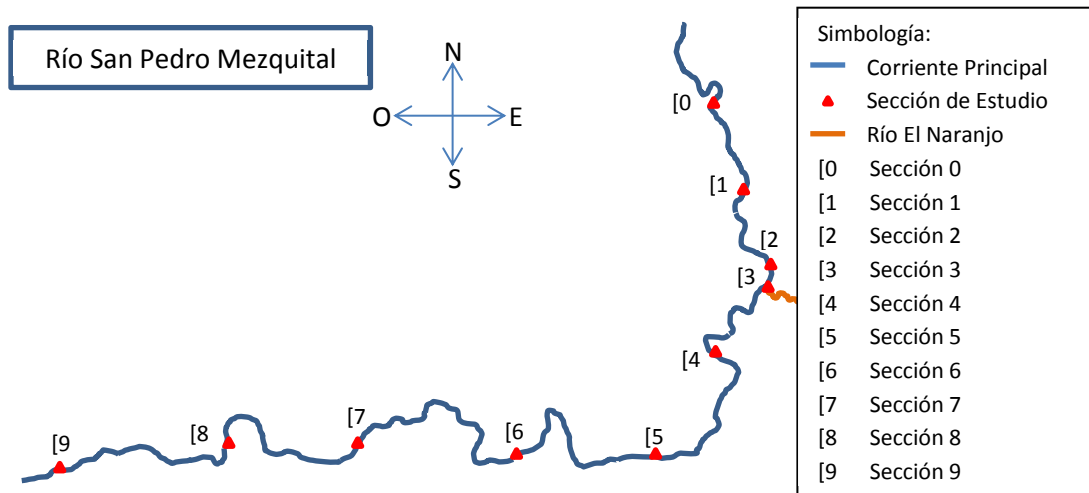 Río San Pedro Mezquital
N
O
E
S
[0
[1
[2
[3
[4
[5
[6
[7
[8
[9
Simbología:
Corriente Principal
Sección de Estudio
Río El Naranjo
[0 Sección 0
[1 Sección 1
[2 Sección 2
[3 Sección 3
[4 Sección 4
[5 Sección 5
[6 Sección 6
[7 Sección 7
[8 Sección 8
[9 Sección 9